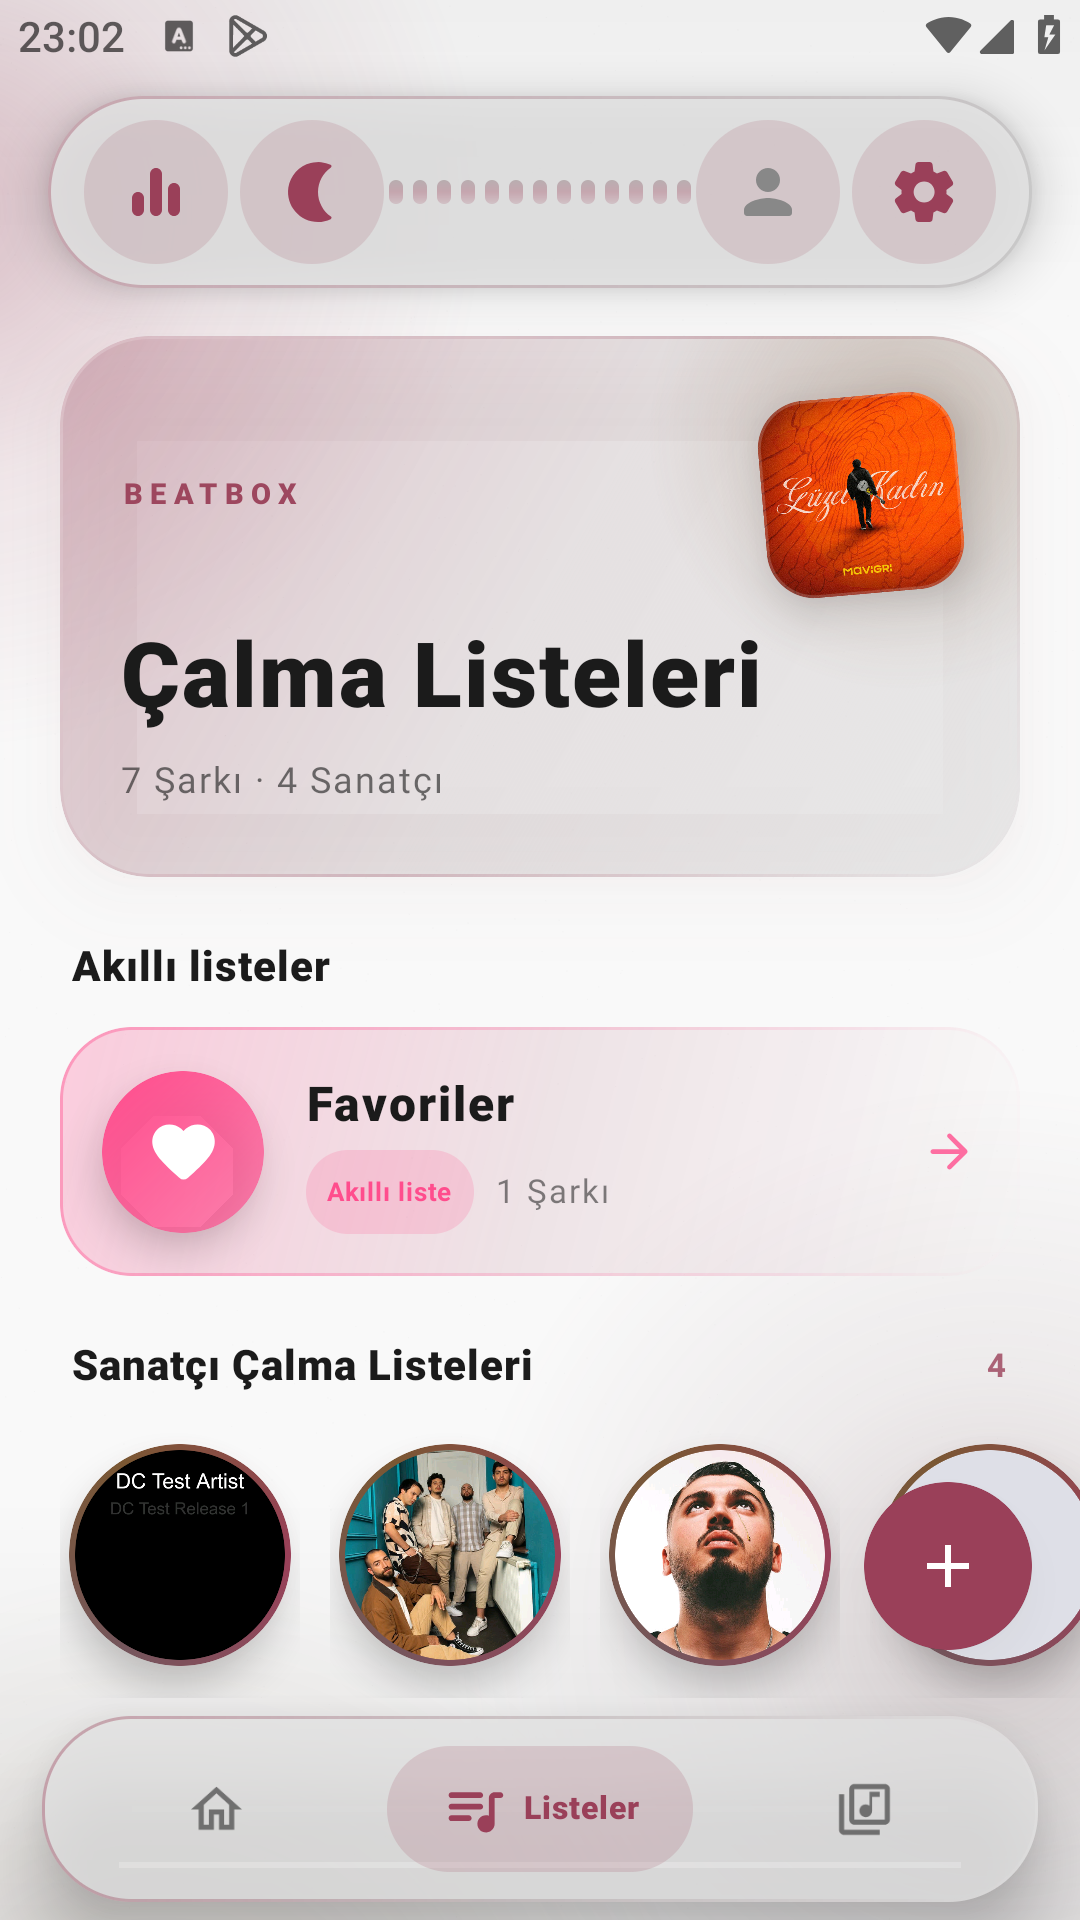 23:02
BEATBOX
Güzel Kadın
MAVİGRİ
Çalma Listeleri
7 Şarkı · 4 Sanatçı
Akıllı listeler
Favoriler
Akıllı liste
1 Şarkı
Sanatçı Çalma Listeleri
4
DC Test Artist
DC Test Release 1
Listeler